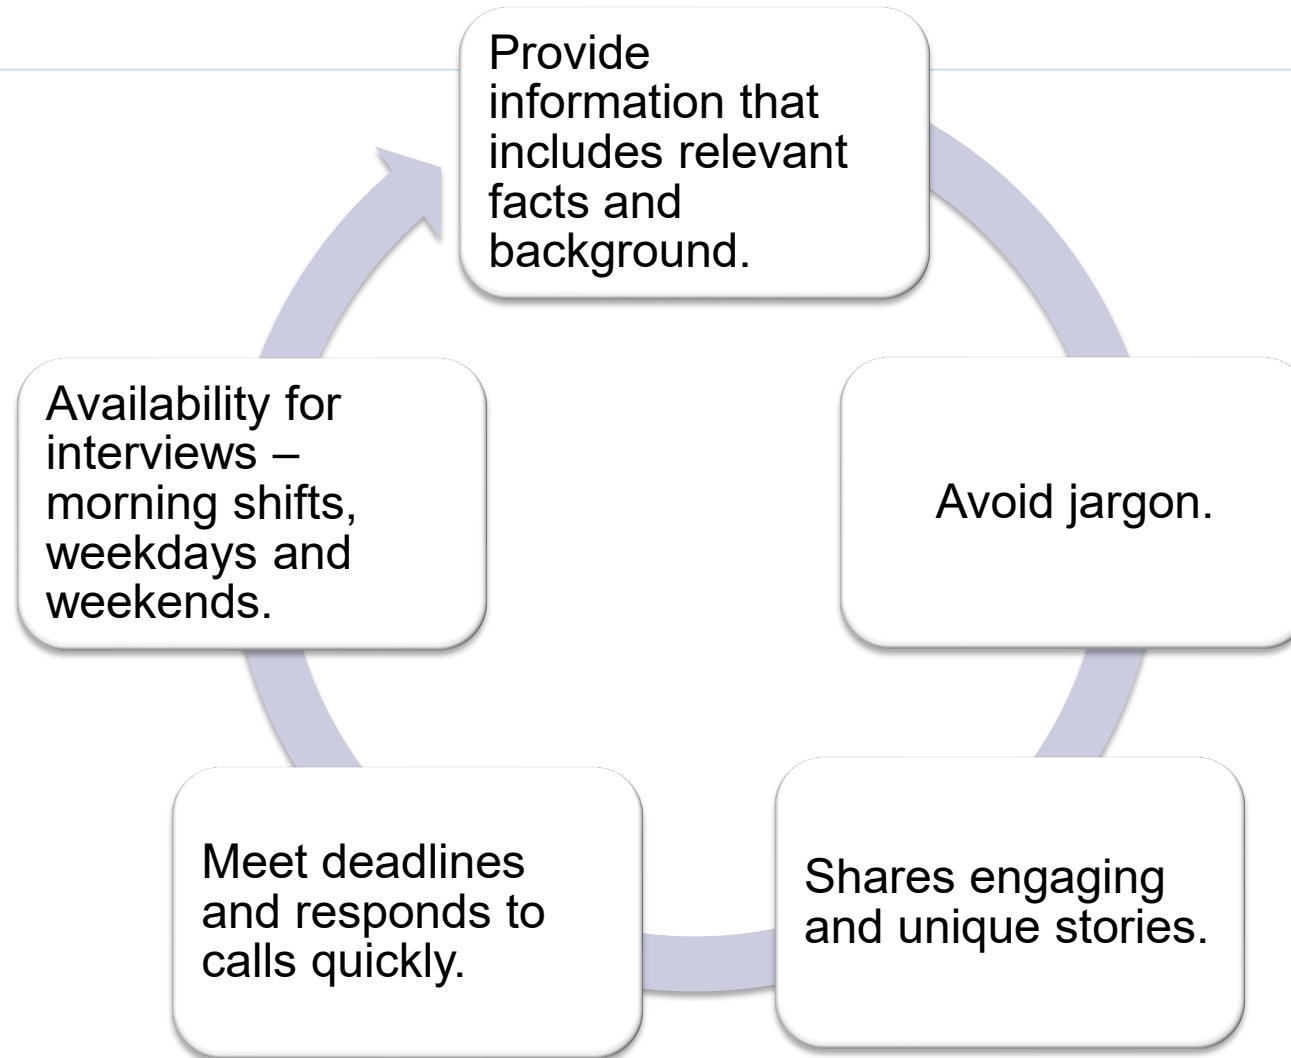 Provide
information that
includes relevant
facts and
background.
Avoid jargon.
Shares engaging
and unique stories.
Meet deadlines
and responds to
calls quickly.
Availability for
interviews –
morning shifts,
weekdays and
weekends.